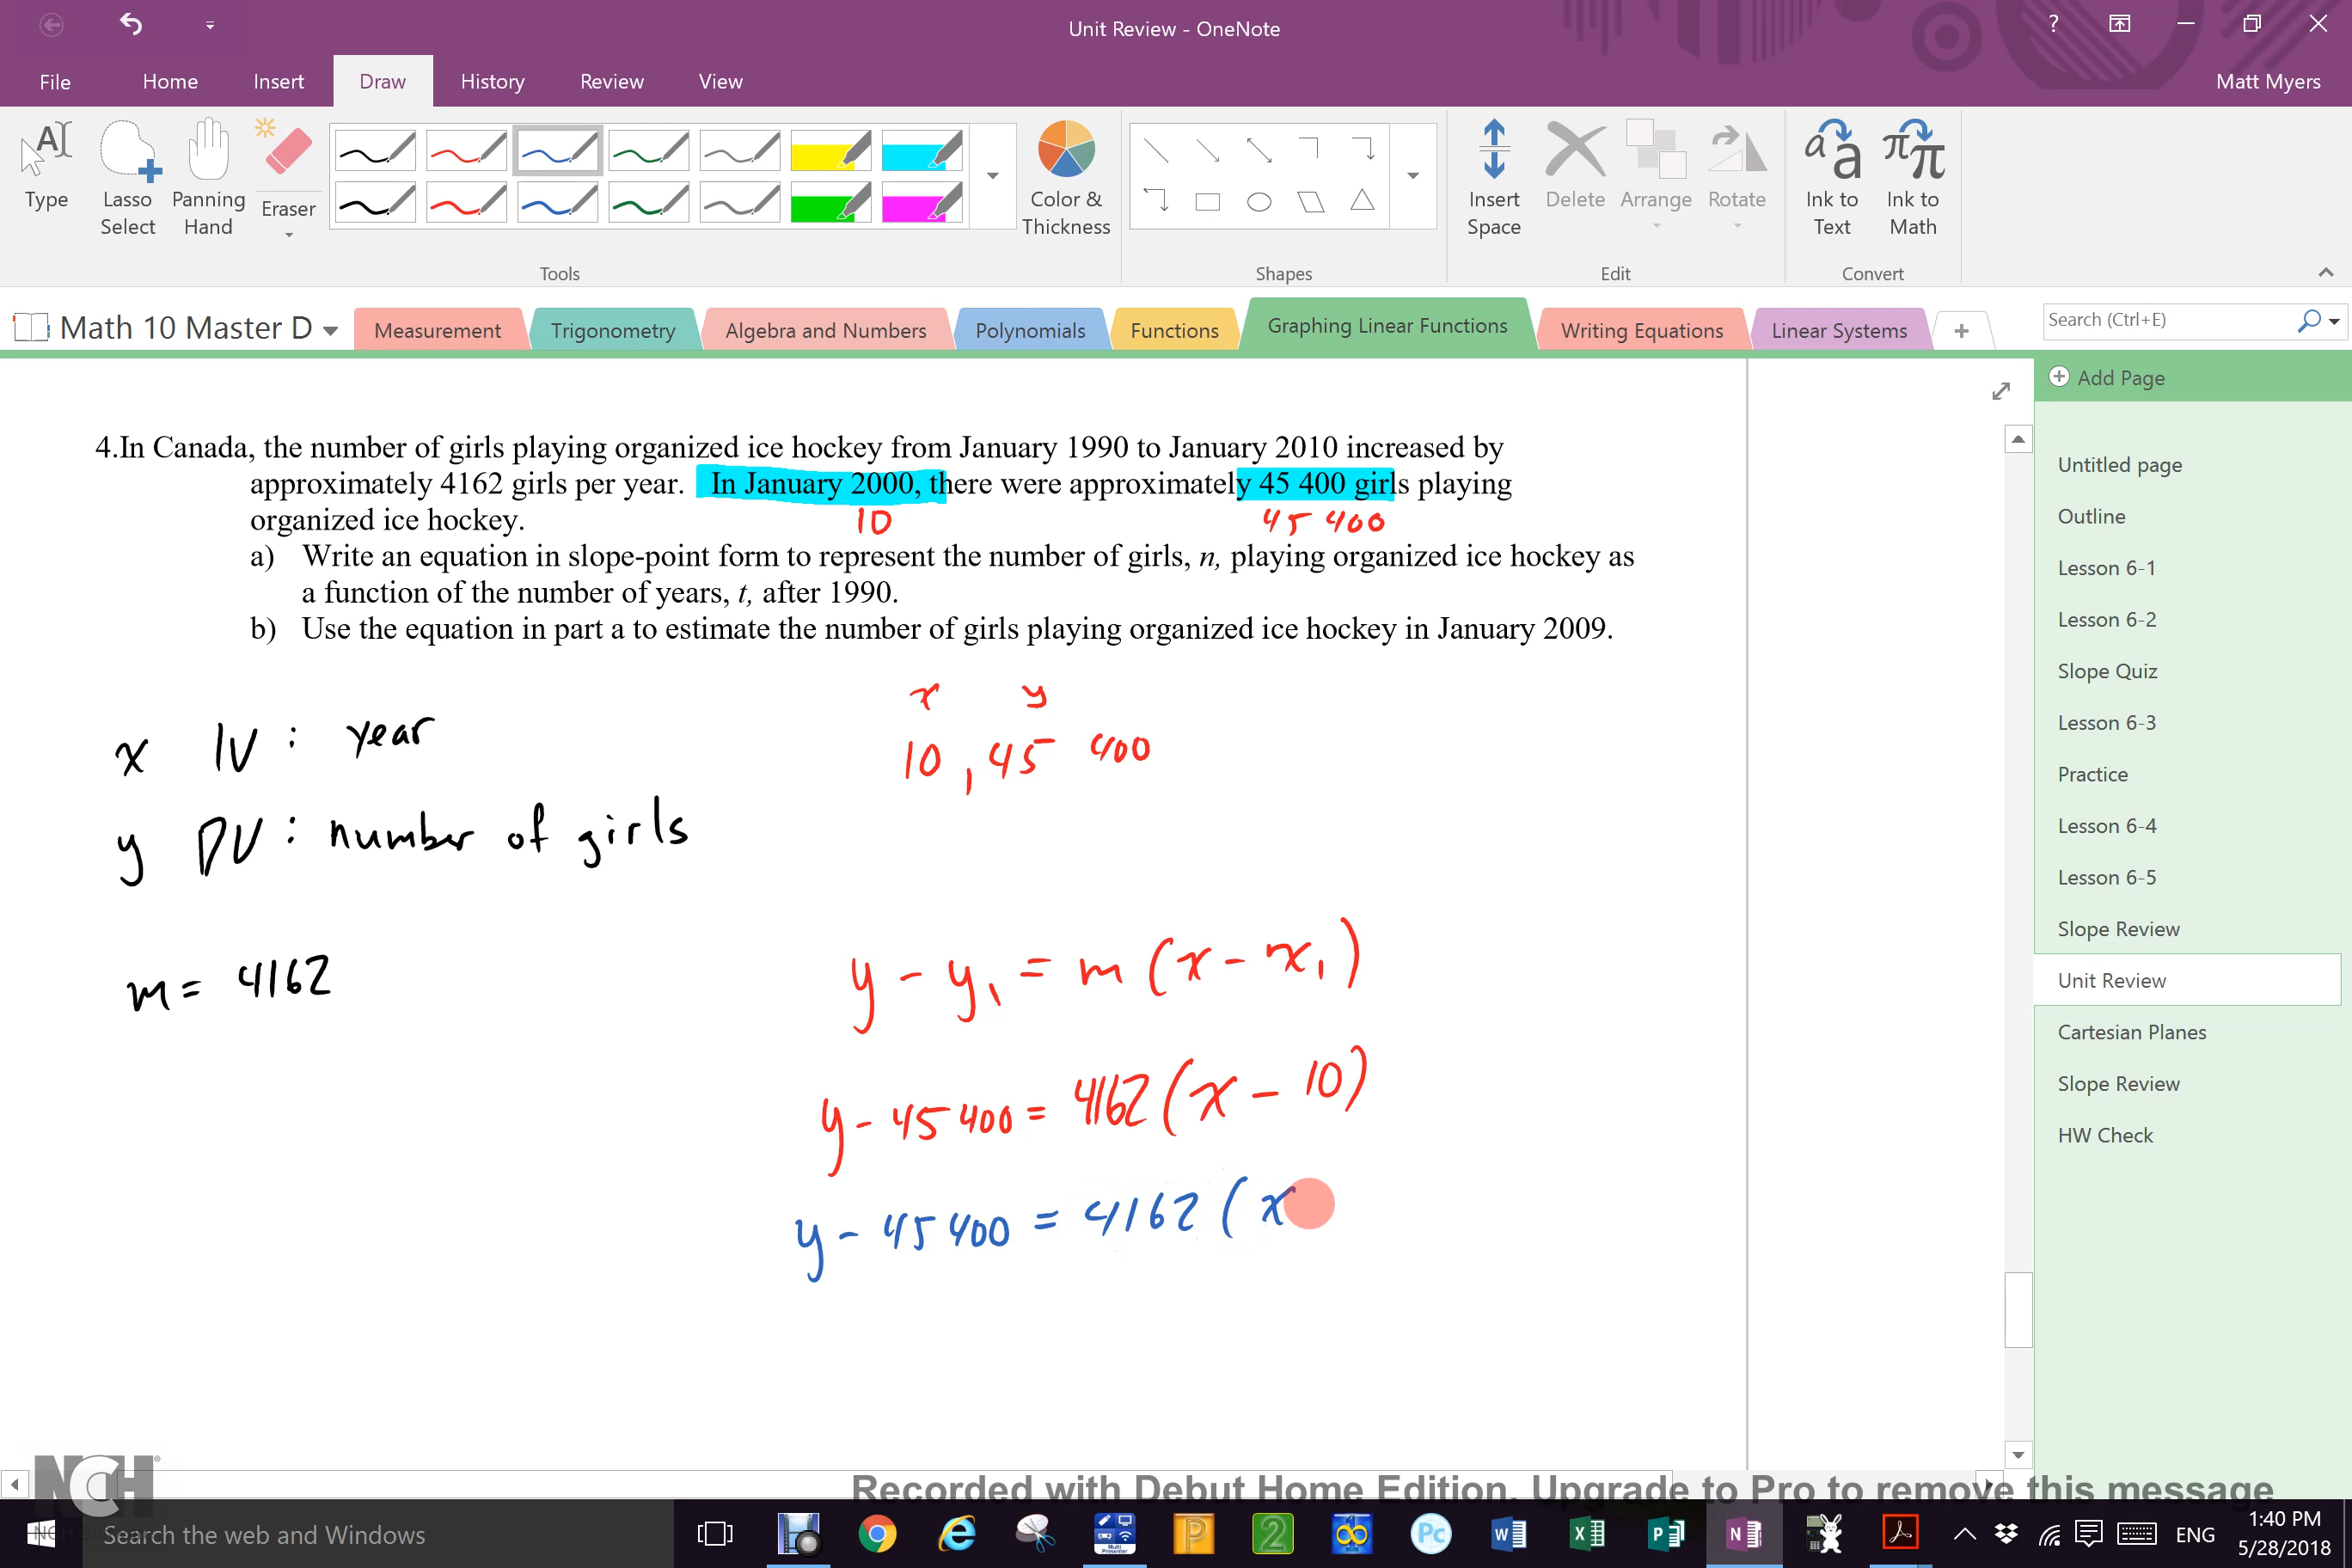 Unit Review - OneNote
?
File Home Insert Draw History Review View
Matt Myers
Type
Lasso Select
Panning Hand
Eraser
Color & Thickness
Insert Space
Delete
Arrange
Rotate
Ink to Text
Ink to Math
Tools
Shapes
Edit
Convert
Math 10 Master D
Measurement Trigonometry Algebra and Numbers Polynomials Functions Graphing Linear Functions Writing Equations Linear Systems +
Search (Ctrl+E)
Add Page
Untitled page
Outline
Lesson 6-1
Lesson 6-2
Slope Quiz
Lesson 6-3
Practice
Lesson 6-4
Lesson 6-5
Slope Review
Unit Review
Cartesian Planes
Slope Review
HW Check
4.In Canada, the number of girls playing organized ice hockey from January 1990 to January 2010 increased by
approximately 4162 girls per year. In January 2000, there were approximately 45 400 girls playing
organized ice hockey.
10 45 400
a) Write an equation in slope-point form to represent the number of girls, n, playing organized ice hockey as
a function of the number of years, t, after 1990.
b) Use the equation in part a to estimate the number of girls playing organized ice hockey in January 2009.
x IV : year
y DV : number of girls
m = 4162
x y
10 , 45 400
y - y₁ = m (x - x₁)
y - 45 400 = 4162 (x - 10)
y - 45 400 = 4162 ( x
NCH
Recorded with Debut Home Edition. Upgrade to Pro to remove this message
Search the web and Windows
ENG
1:40 PM
5/28/2018